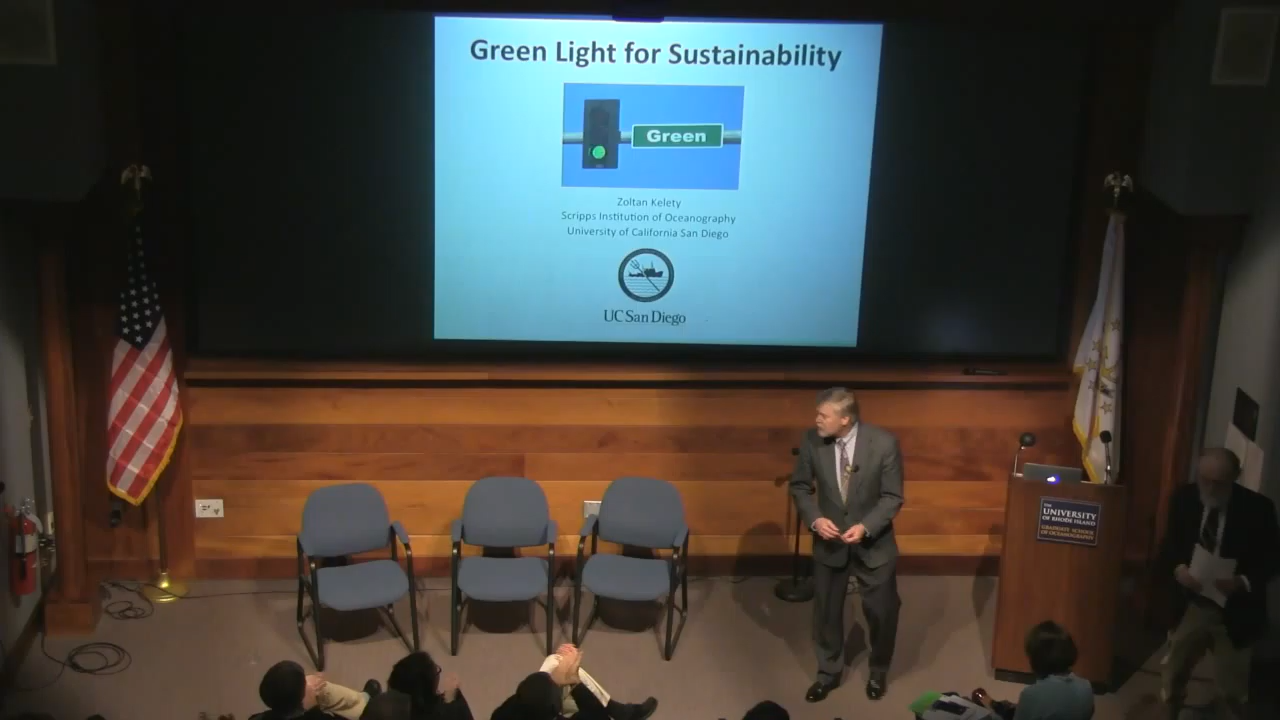 Green Light for Sustainability
Green
Zoltan Kelety
Scripps Institution of Oceanography
University of California San Diego
UC San Diego
THE
UNIVERSITY
OF RHODE ISLAND
GRADUATE SCHOOL
OF OCEANOGRAPHY